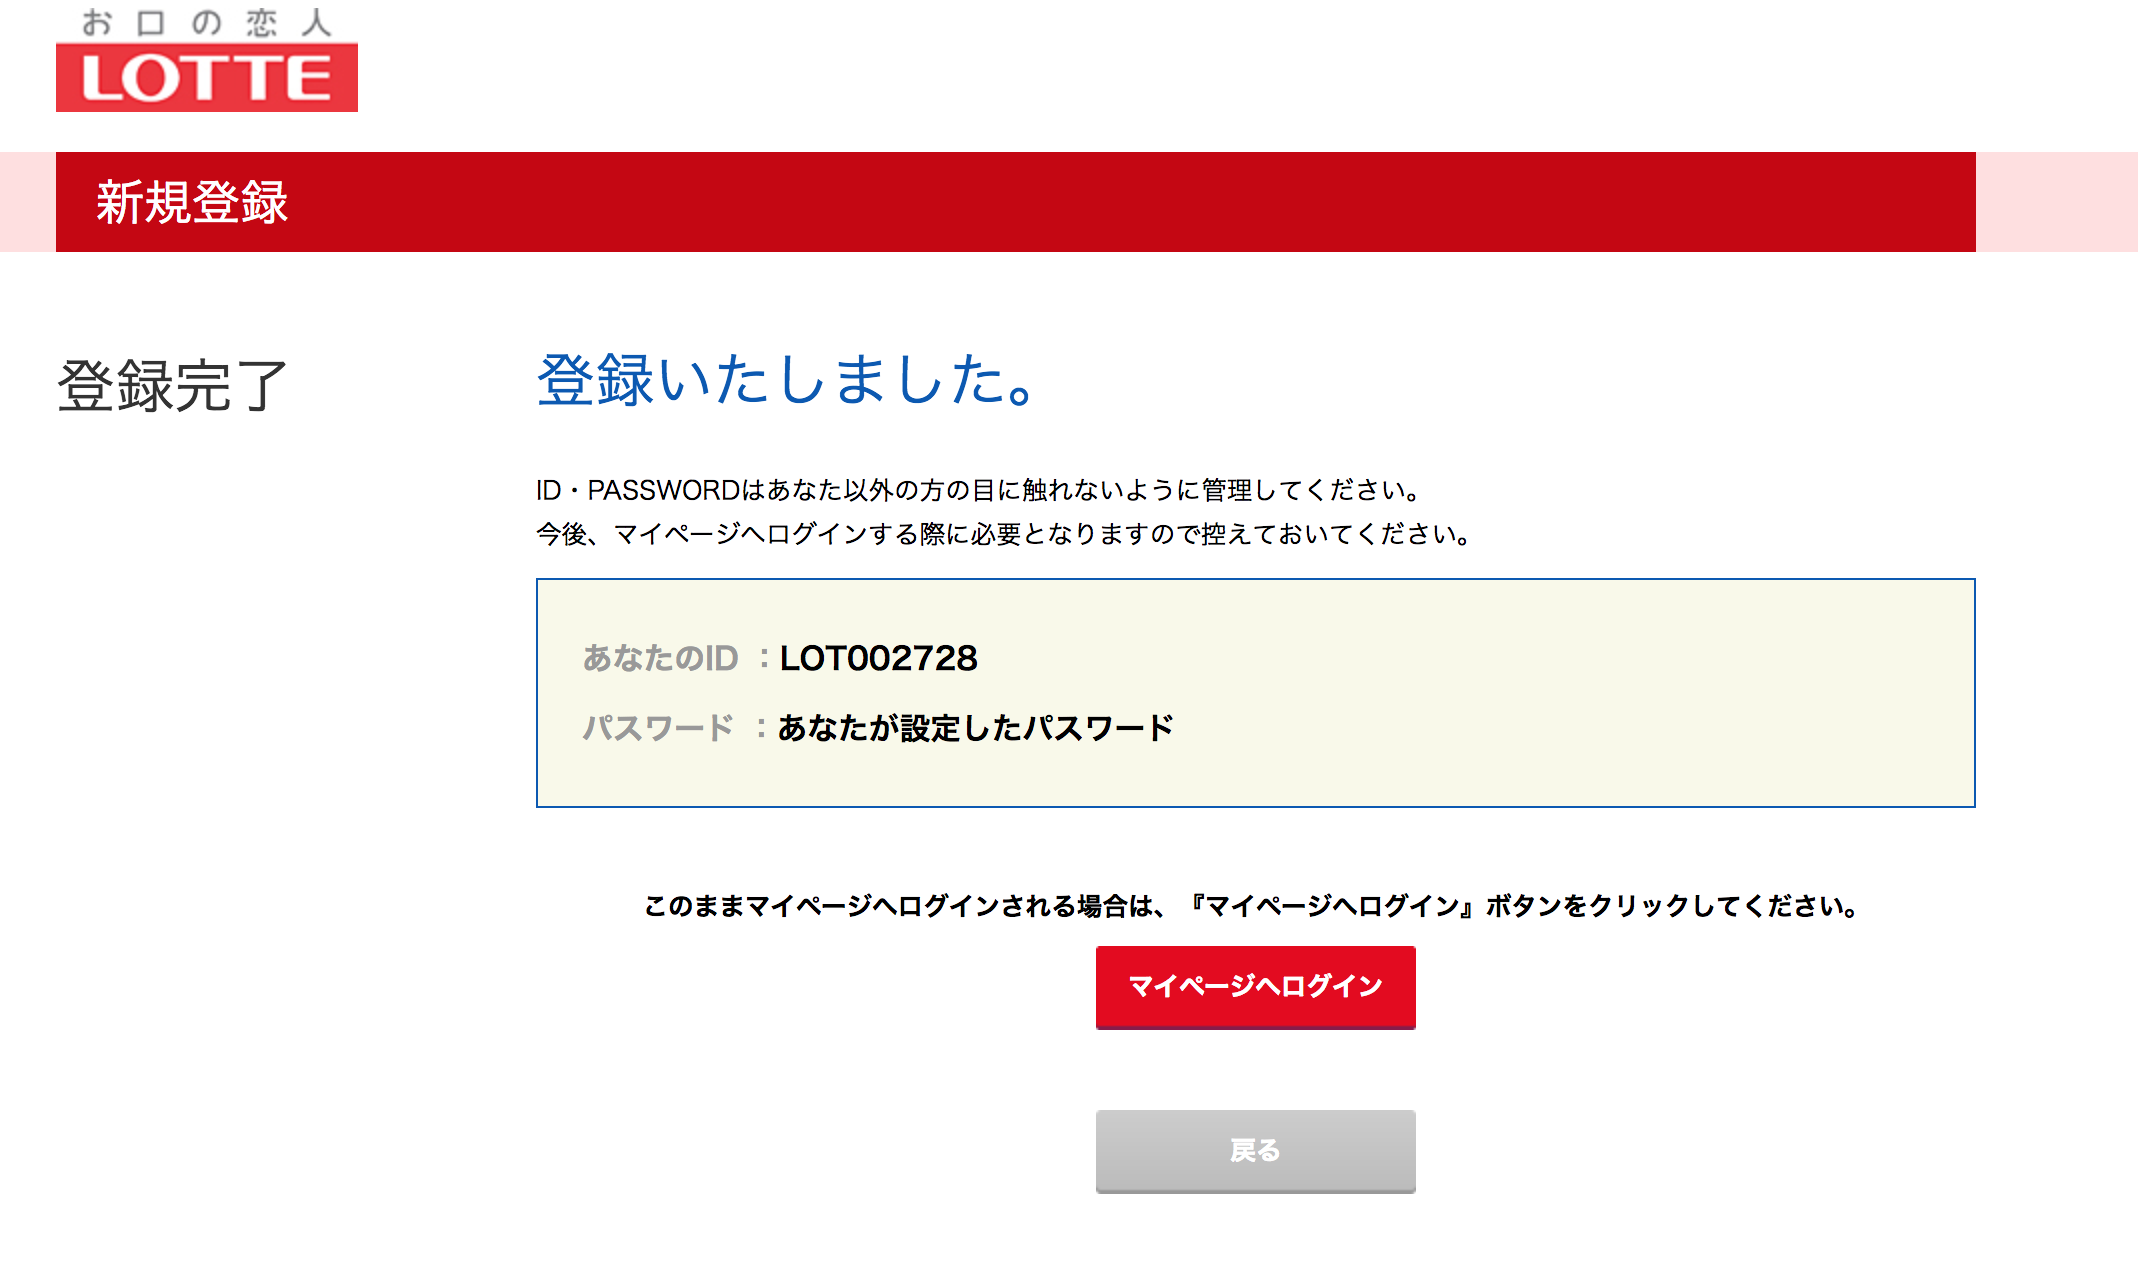 お口の恋人
LOTTE
新規登録
登録完了
登録いたしました。
ID・PASSWORDはあなた以外の方の目に触れないように管理してください。
今後、マイページへログインする際に必要となりますので控えておいてください。
あなたのID ：LOT002728
パスワード ：あなたが設定したパスワード
このままマイページへログインされる場合は、『マイページへログイン』ボタンをクリックしてください。
マイページへログイン
戻る